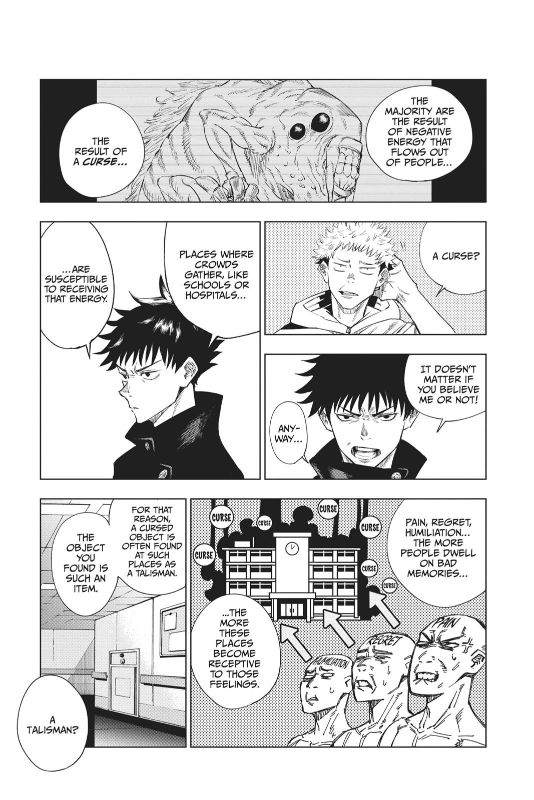 THE
MAJORITY ARE
THE RESULT
OF NEGATIVE
ENERGY THAT
FLOWS OUT
OF PEOPLE...
THE
RESULT OF
A CURSE...
A CURSE?
PLACES WHERE
CROWDS
GATHER, LIKE
SCHOOLS OR
HOSPITALS...
...ARE
SUSCEPTIBLE
TO RECEIVING
THAT ENERGY.
IT DOESN'T
MATTER IF
YOU BELIEVE
ME OR NOT!
ANY-
WAY...
PAIN, REGRET,
HUMILIATION...
THE MORE
PEOPLE DWELL
ON BAD
MEMORIES...
CURSE
CURSE
CURSE
CURSE
CURSE
CURSE
CURSE
PAIN
REGRET
HUMILIATION
...THE
MORE
THESE
PLACES
BECOME
RECEPTIVE
TO THOSE
FEELINGS.
FOR THAT
REASON,
A CURSED
OBJECT IS
OFTEN FOUND
AT SUCH
PLACES AS
A TALISMAN.
THE
OBJECT
YOU
FOUND IS
SUCH AN
ITEM.
A
TALISMAN?